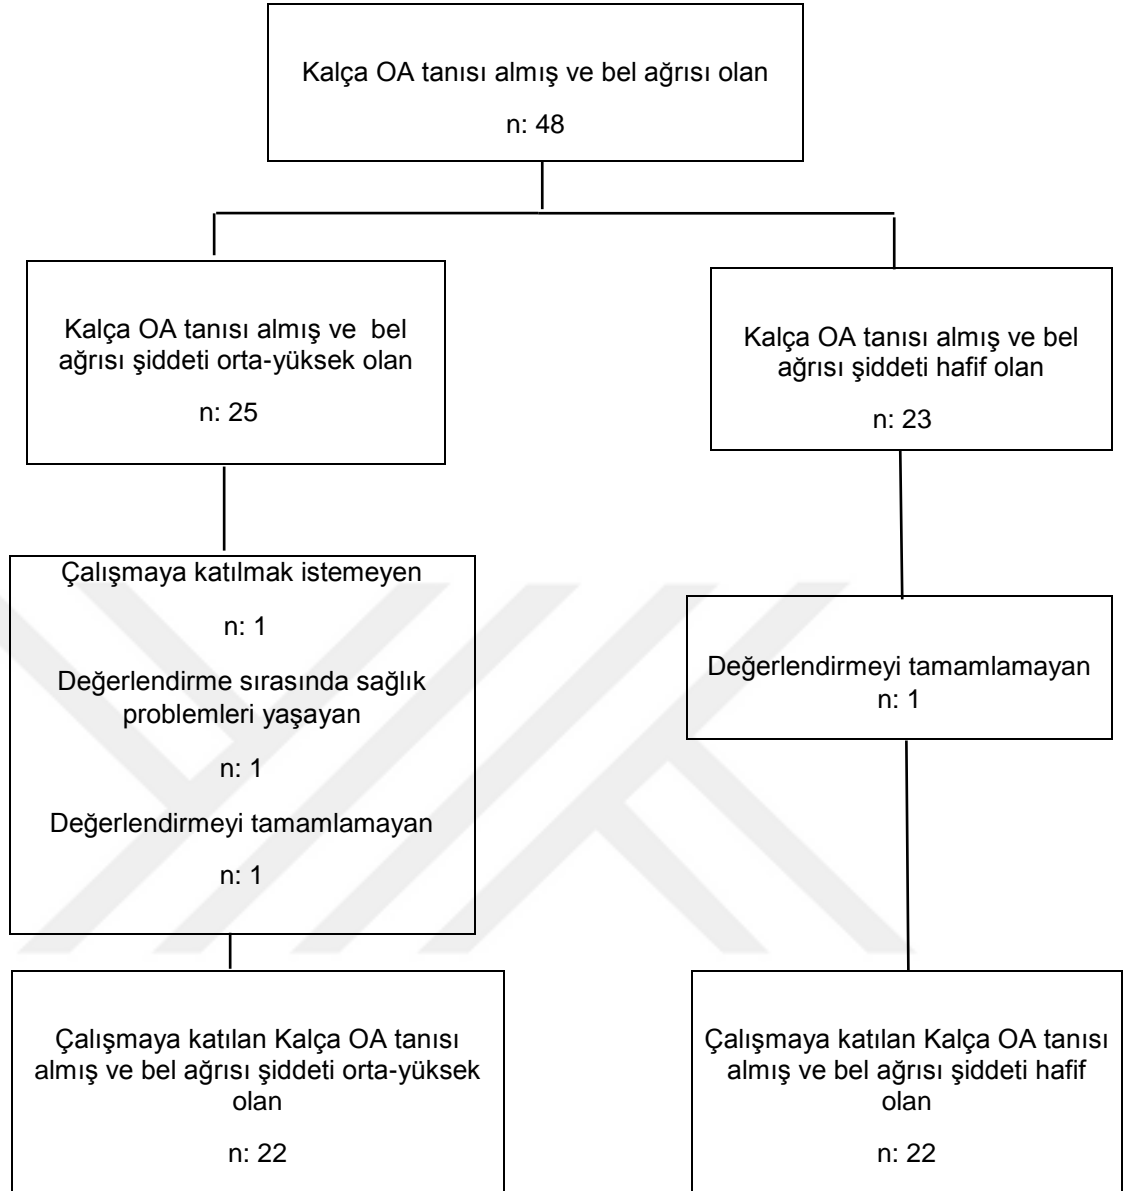 Kalça OA tanısı almış ve bel ağrısı olan
n: 48
Kalça OA tanısı almış ve bel
ağrısı şiddeti orta-yüksek olan
n: 25
Kalça OA tanısı almış ve bel
ağrısı şiddeti hafif olan
n: 23
Çalışmaya katılmak istemeyen
n: 1
Değerlendirme sırasında sağlık
problemleri yaşayan
n: 1
Değerlendirmeyi tamamlamayan
n: 1
Değerlendirmeyi tamamlamayan
n: 1
Çalışmaya katılan Kalça OA tanısı
almış ve bel ağrısı şiddeti orta-yüksek
olan
n: 22
Çalışmaya katılan Kalça OA tanısı
almış ve bel ağrısı şiddeti hafif
olan
n: 22